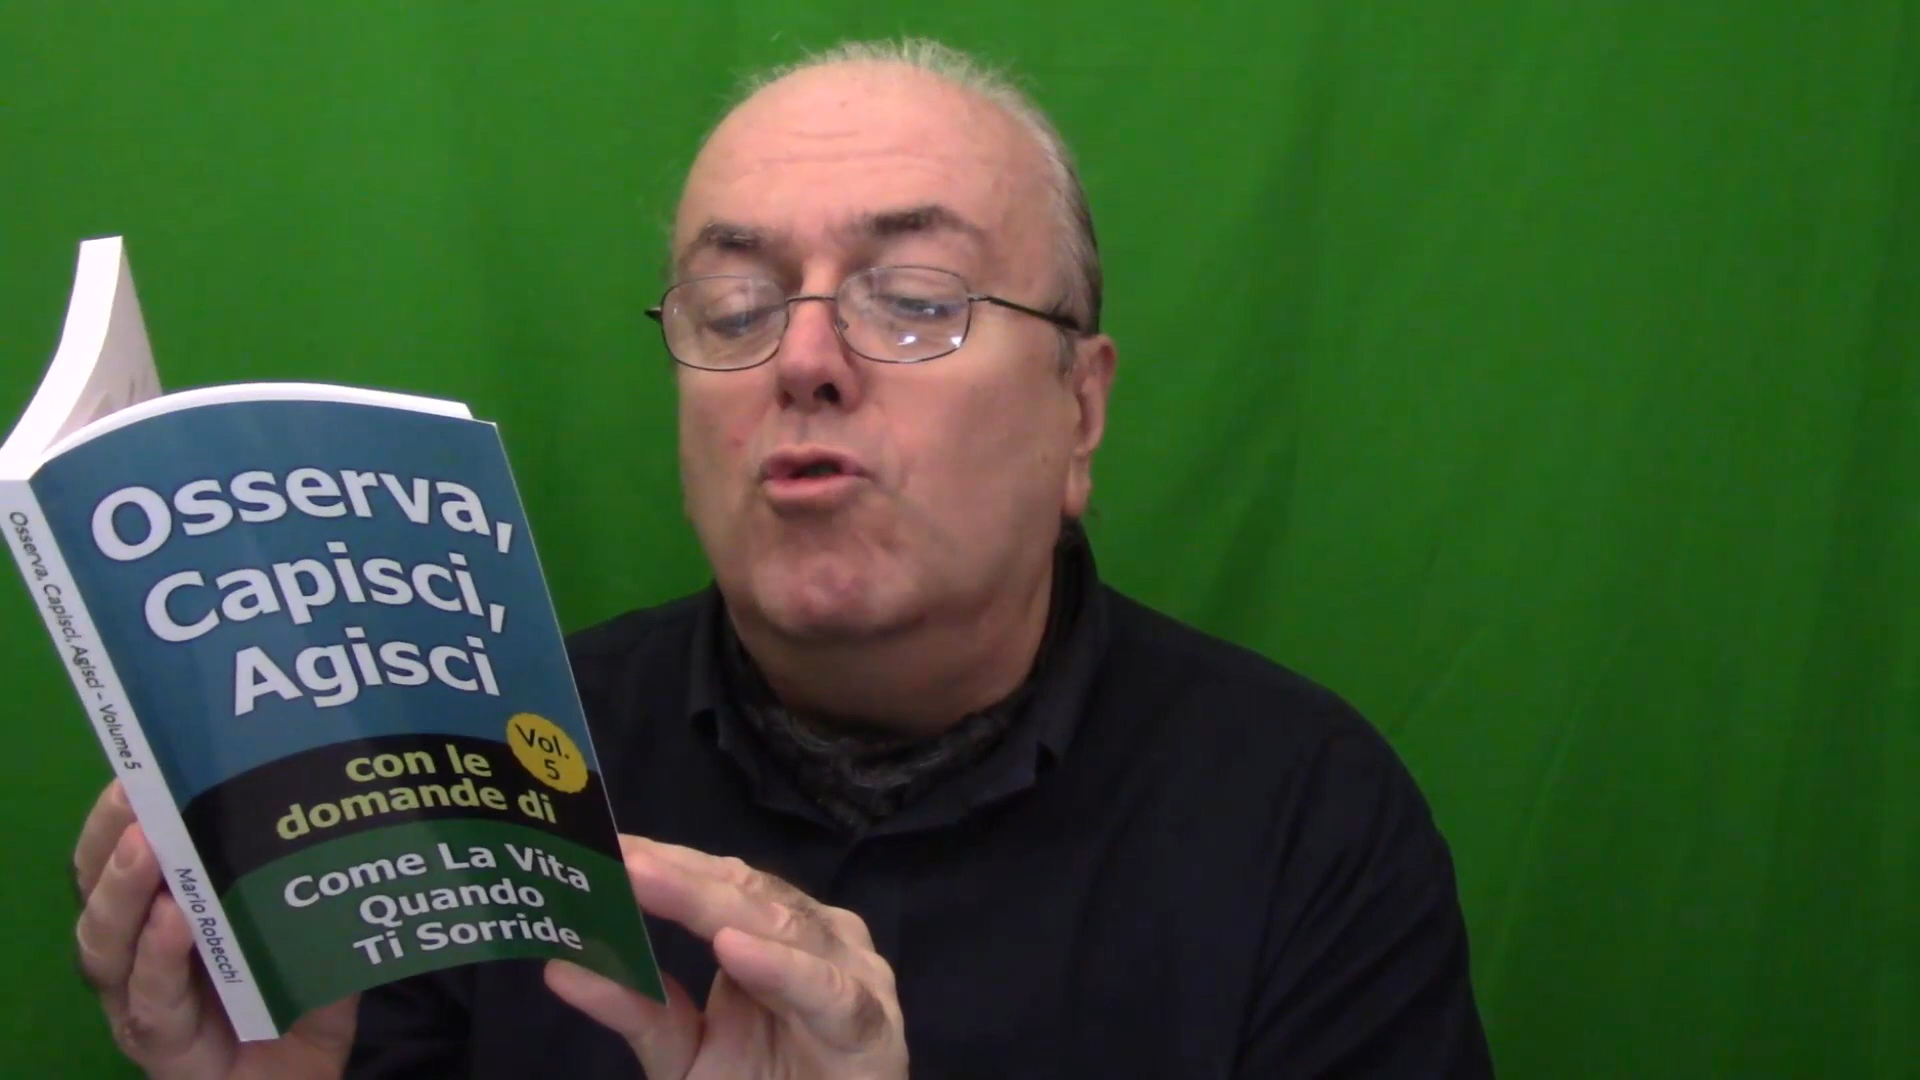 Osserva,
Capisci,
Agisci
Vol.
5
con le
domande di
Come La Vita
Quando
Ti Sorride
Osserva, Capisci, Agisci - Volume 5
Mario Robecchi